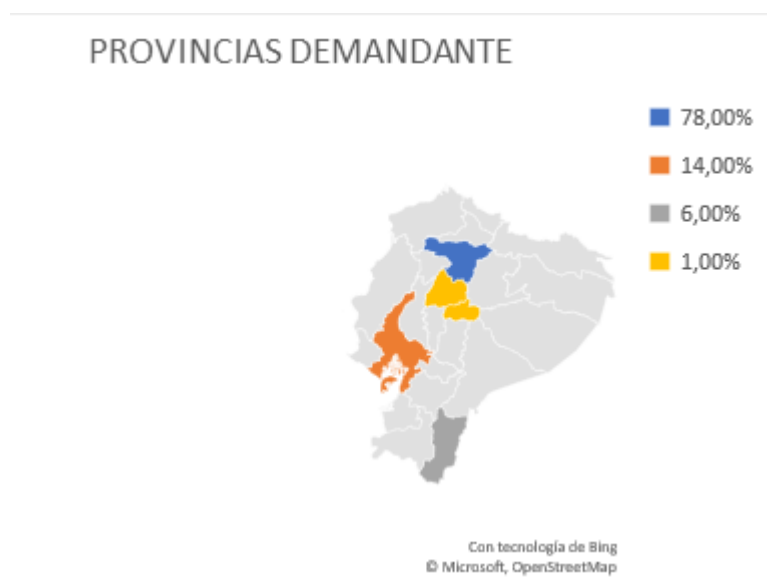 PROVINCIAS DEMANDANTE
78,00%
14,00%
6,00%
1,00%
Con tecnología de Bing
© Microsoft, OpenStreetMap